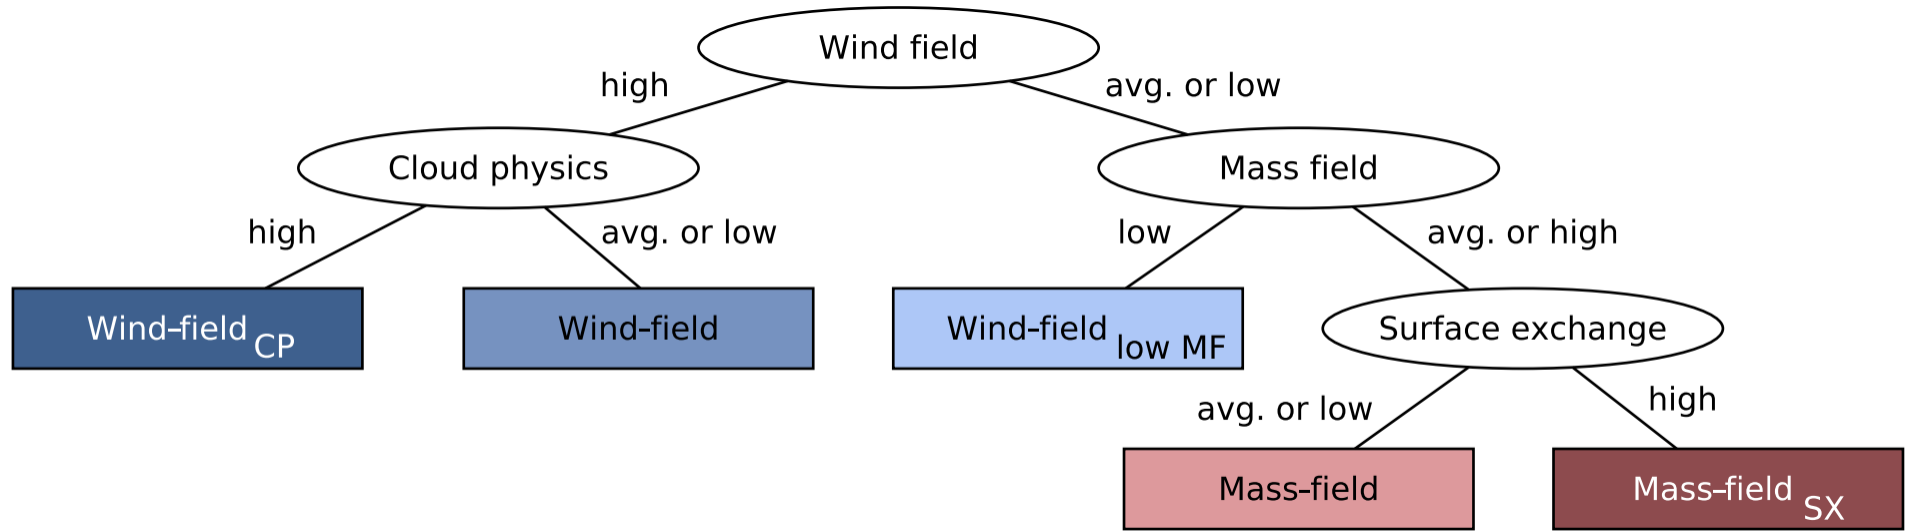 Wind field
high
avg. or low
Cloud physics
Mass field
high
avg. or low
low
avg. or high
Wind–field CP
Wind–field
Wind–field low MF
Surface exchange
avg. or low
high
Mass–field
Mass–field SX